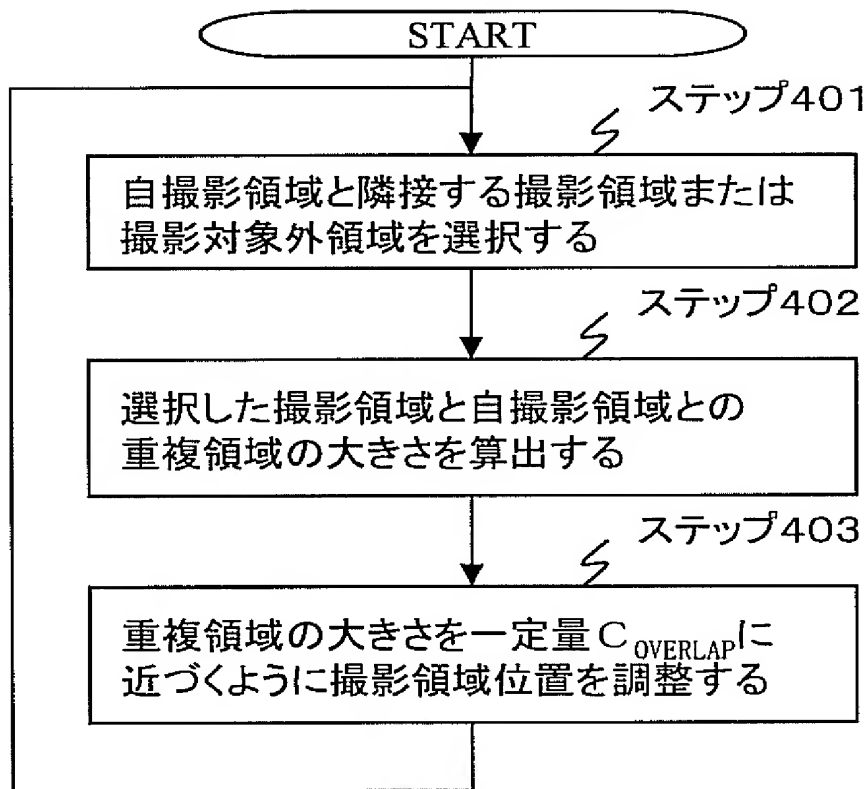 START
ステップ401
自撮影領域と隣接する撮影領域または
撮影対象外領域を選択する
ステップ402
選択した撮影領域と自撮影領域との
重複領域の大きさを算出する
ステップ403
重複領域の大きさを一定量COVERLAPに
近づくように撮影領域位置を調整する